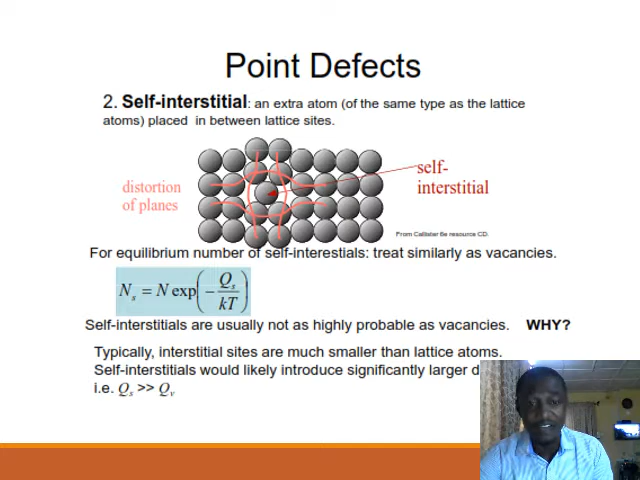 Point Defects
2. Self-interstitial: an extra atom (of the same type as the lattice
atoms) placed in between lattice sites.
distortion
of planes
self-
interstitial
From Callister 6e resource CD.
For equilibrium number of self-interestials: treat similarly as vacancies.
N_s = N exp(-Q_s/kT)
Self-interstitials are usually not as highly probable as vacancies. WHY?
Typically, interstitial sites are much smaller than lattice atoms.
Self-interstitials would likely introduce significantly larger
i.e. Q_s >> Q_v